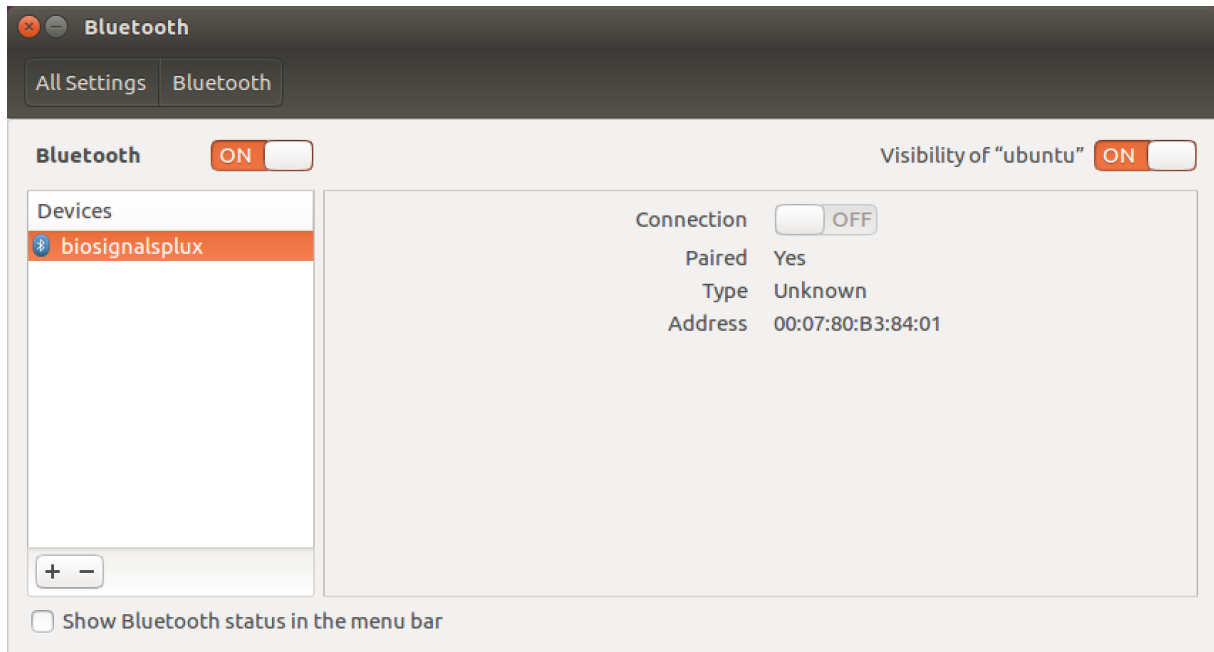 Bluetooth
All Settings Bluetooth
Bluetooth ON
Visibility of “ubuntu” ON
Devices
biosignalsplux
+ −
Connection OFF
Paired Yes
Type Unknown
Address 00:07:80:B3:84:01
Show Bluetooth status in the menu bar